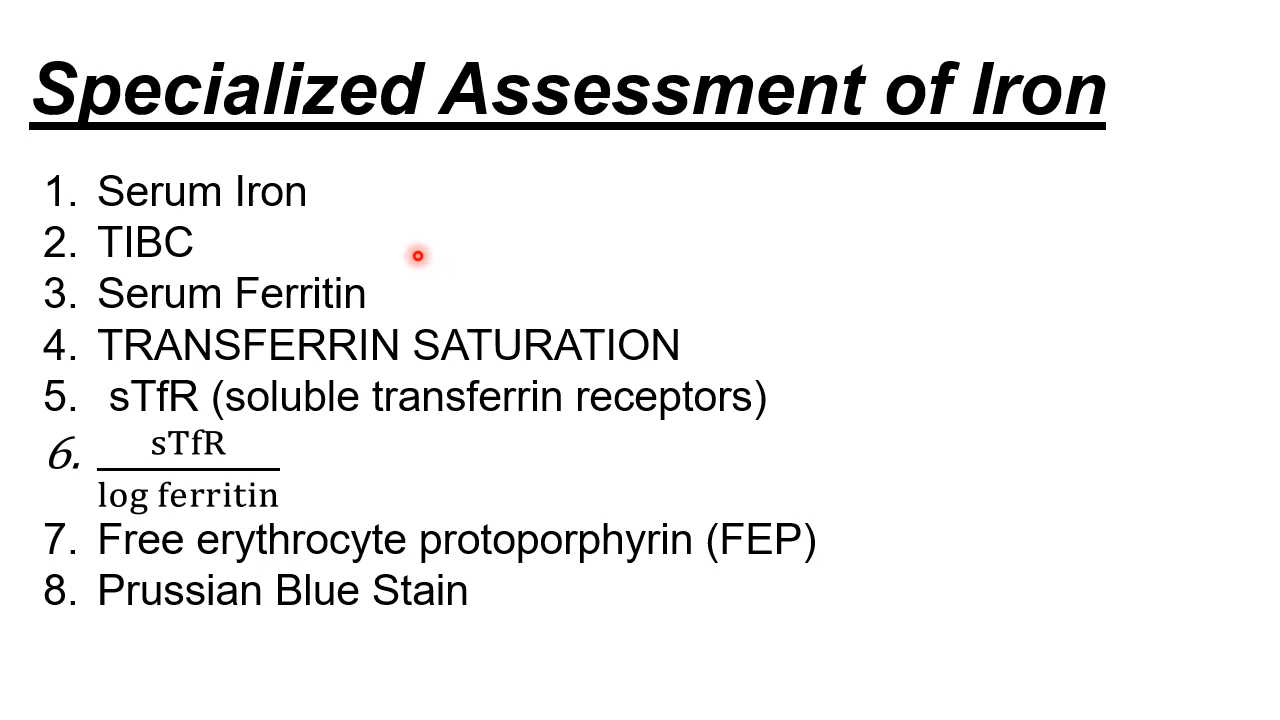 Specialized Assessment of Iron
1. Serum Iron
2. TIBC
3. Serum Ferritin
4. TRANSFERRIN SATURATION
5. sTfR (soluble transferrin receptors)
6. sTfR
log ferritin
7. Free erythrocyte protoporphyrin (FEP)
8. Prussian Blue Stain